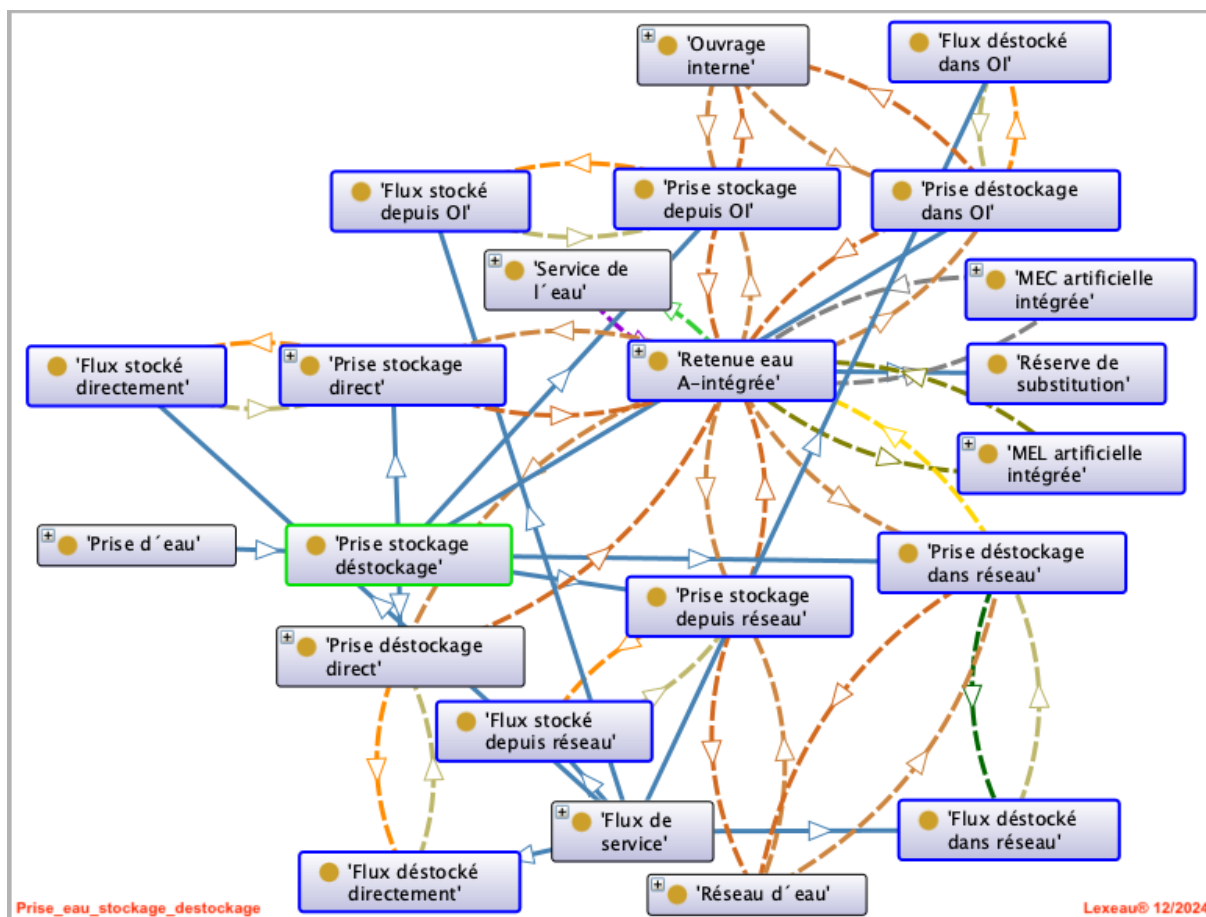 'Ouvrage
interne'
'Flux déstocké
dans OI'
'Flux stocké
depuis OI'
'Prise stockage
depuis OI'
'Prise déstockage
dans OI'
'Service de
l´eau'
'MEC artificielle
intégrée'
'Flux stocké
directement'
'Prise stockage
direct'
'Retenue eau
A-intégrée'
'Réserve de
substitution'
'MEL artificielle
intégrée'
'Prise d´eau'
'Prise stockage
déstockage'
'Prise déstockage
dans réseau'
'Prise stockage
depuis réseau'
'Prise déstockage
direct'
'Flux stocké
depuis réseau'
'Flux de
service'
'Flux déstocké
dans réseau'
'Flux déstocké
directement'
'Réseau d´eau'
Prise_eau_stockage_destockage
Lexeau® 12/2024